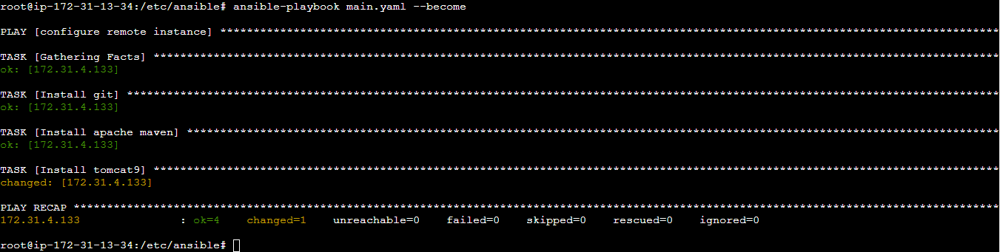 root@ip-172-31-13-34:/etc/ansible# ansible-playbook main.yaml --become
PLAY [configure remote instance] *********************************************************************************************************************
TASK [Gathering Facts] *******************************************************************************************************************************
ok: [172.31.4.133]
TASK [Install git] ***********************************************************************************************************************************
ok: [172.31.4.133]
TASK [Install apache maven] **************************************************************************************************************************
ok: [172.31.4.133]
TASK [Install tomcat9] *******************************************************************************************************************************
changed: [172.31.4.133]
PLAY RECAP *******************************************************************************************************************************************
172.31.4.133               : ok=4    changed=1    unreachable=0    failed=0    skipped=0    rescued=0    ignored=0
root@ip-172-31-13-34:/etc/ansible#